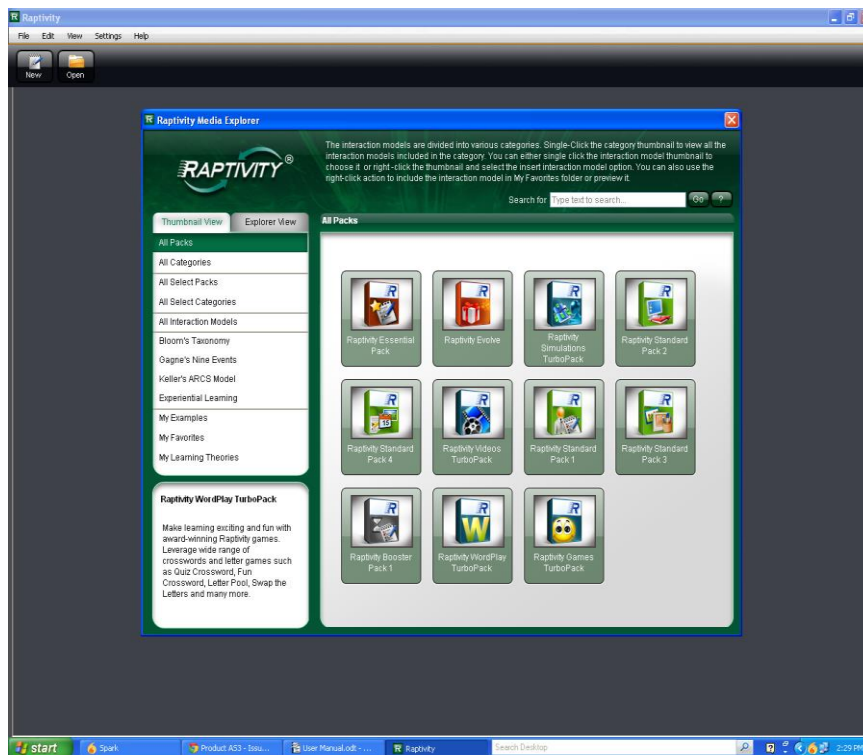 Raptivity
File Edit View Settings Help
New Open
Raptivity Media Explorer
RAPTIVITY®
The interaction models are divided into various categories. Single-Click the category thumbnail to view all the
interaction models included in the category. You can either single click the interaction model thumbnail to
choose it or right-click the thumbnail and select the insert interaction model option. You can also use the
right-click action to include the interaction model in My Favorites folder or preview it.
Search for Type text to search... Go ?
Thumbnail View Explorer View
All Packs
All Packs
All Categories
All Select Packs
All Select Categories
All Interaction Models
Bloom's Taxonomy
Gagne's Nine Events
Keller's ARCS Model
Experiential Learning
My Examples
My Favorites
My Learning Theories
Raptivity WordPlay TurboPack
Make learning exciting and fun with
award-winning Raptivity games.
Leverage wide range of
crosswords and letter games such
as Quiz Crossword, Fun
Crossword, Letter Pool, Swap the
Letters and many more.
Raptivity Essential
Pack
Raptivity Evolve
Raptivity
Simulations
TurboPack
Raptivity Standard
Pack 2
Raptivity Standard
Pack 4
Raptivity Videos
TurboPack
Raptivity Standard
Pack 1
Raptivity Standard
Pack 3
Raptivity Booster
Pack 1
Raptivity WordPlay
TurboPack
Raptivity Games
TurboPack
start Spark Product AS3 - Issu... User Manual.odt - ... Raptivity Search Desktop 2:29 PM